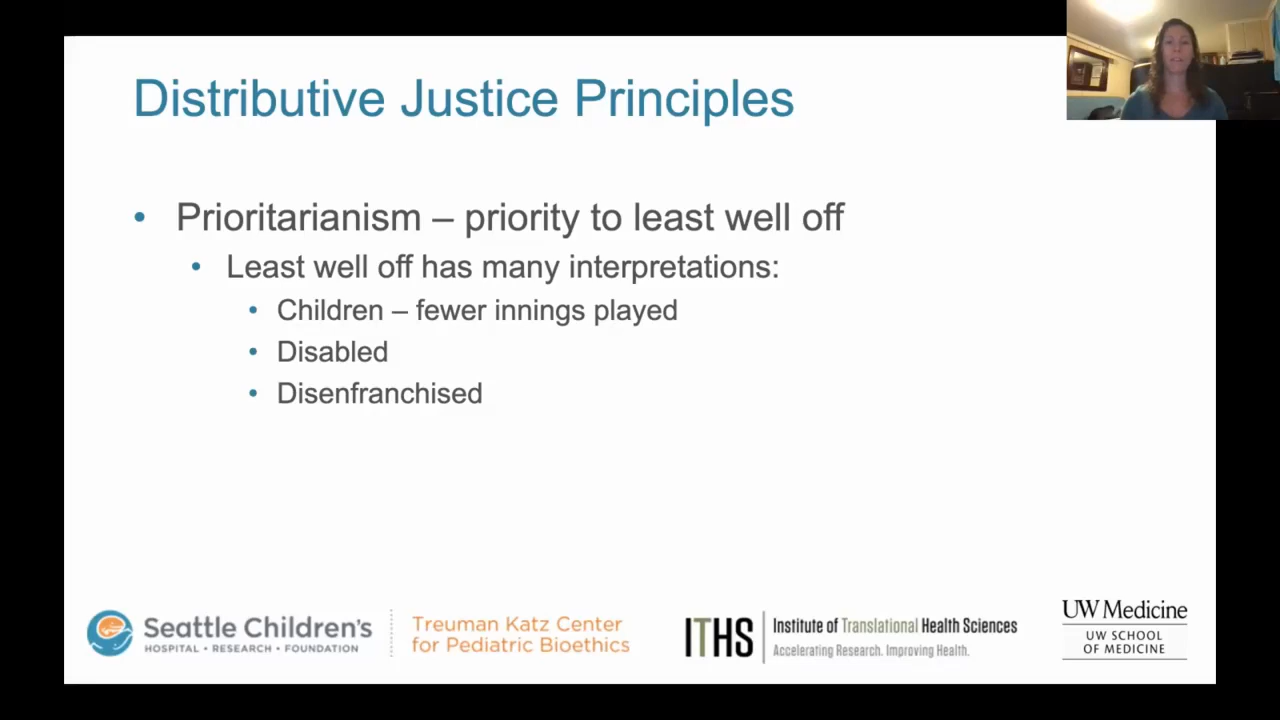 Distributive Justice Principles
• Prioritarianism – priority to least well off
• Least well off has many interpretations:
• Children – fewer innings played
• Disabled
• Disenfranchised
Seattle Children's
HOSPITAL • RESEARCH • FOUNDATION
Treuman Katz Center
for Pediatric Bioethics
ITHS
Institute of Translational Health Sciences
Accelerating Research. Improving Health.
UW Medicine
UW SCHOOL
OF MEDICINE